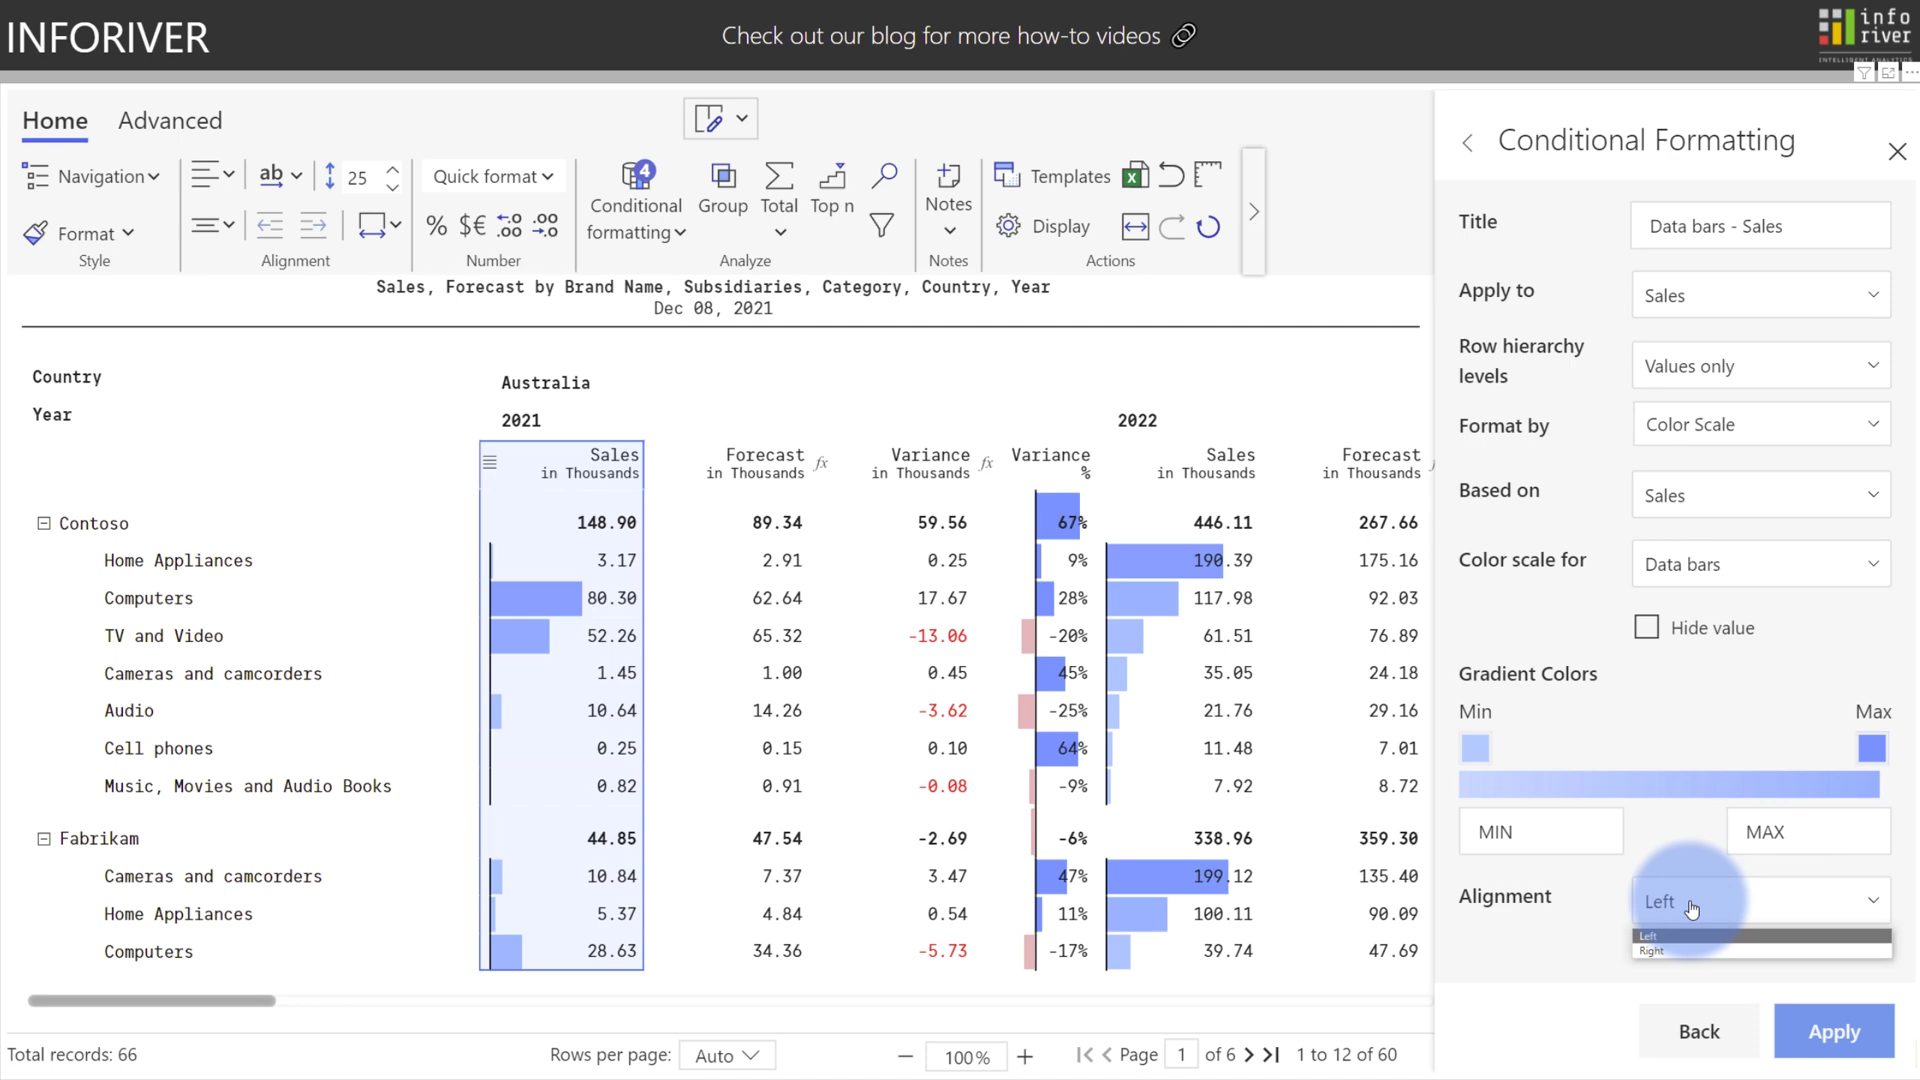 INFORIVER
Check out our blog for more how-to videos
info
river
INTELLIGENT ANALYTICS
Home Advanced
Navigation
ab
25
Quick format
4
Conditional
formatting
Group
Total
Top n
Notes
Templates
Format
% $€ .0 .00
.00 .0
Display
Style
Alignment
Number
Analyze
Notes
Actions
Sales, Forecast by Brand Name, Subsidiaries, Category, Country, Year
Dec 08, 2021
Country Australia
Year 2021 2022
Sales Forecast fx Variance fx Variance Sales Forecast
in Thousands in Thousands in Thousands % in Thousands in Thousands
Contoso 148.90 89.34 59.56 67% 446.11 267.66
Home Appliances 3.17 2.91 0.25 9% 190.39 175.16
Computers 80.30 62.64 17.67 28% 117.98 92.03
TV and Video 52.26 65.32 -13.06 -20% 61.51 76.89
Cameras and camcorders 1.45 1.00 0.45 45% 35.05 24.18
Audio 10.64 14.26 -3.62 -25% 21.76 29.16
Cell phones 0.25 0.15 0.10 64% 11.48 7.01
Music, Movies and Audio Books 0.82 0.91 -0.08 -9% 7.92 8.72
Fabrikam 44.85 47.54 -2.69 -6% 338.96 359.30
Cameras and camcorders 10.84 7.37 3.47 47% 199.12 135.40
Home Appliances 5.37 4.84 0.54 11% 100.11 90.09
Computers 28.63 34.36 -5.73 -17% 39.74 47.69
Total records: 66
Rows per page: Auto
100%
Page 1 of 6
1 to 12 of 60
Conditional Formatting
Title Data bars - Sales
Apply to Sales
Row hierarchy
levels
Values only
Format by Color Scale
Based on Sales
Color scale for Data bars
Hide value
Gradient Colors
Min Max
MIN MAX
Alignment Left
Left
Right
Back Apply